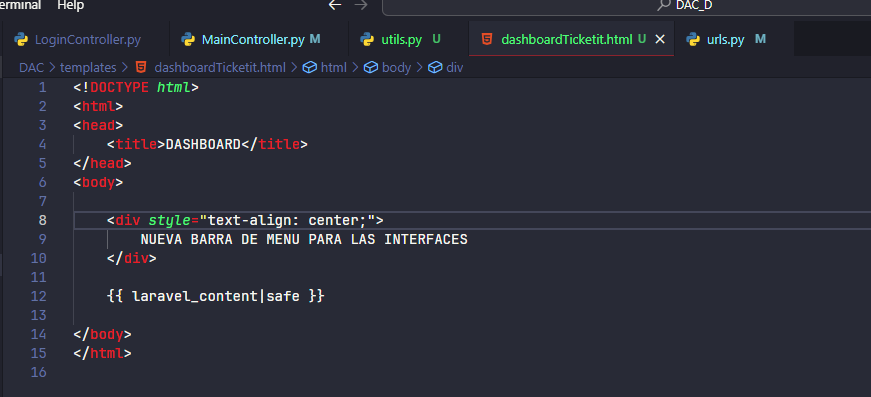 erminal Help ← → DAC_D
LoginController.py MainController.py M utils.py U dashboardTicketit.html U × urls.py M
DAC > templates > dashboardTicketit.html > html > body > div
1 <!DOCTYPE html>
2 <html>
3 <head>
4 <title>DASHBOARD</title>
5 </head>
6 <body>
7
8 <div style="text-align: center;">
9 NUEVA BARRA DE MENU PARA LAS INTERFACES
10 </div>
11
12 {{ laravel_content|safe }}
13
14 </body>
15 </html>
16